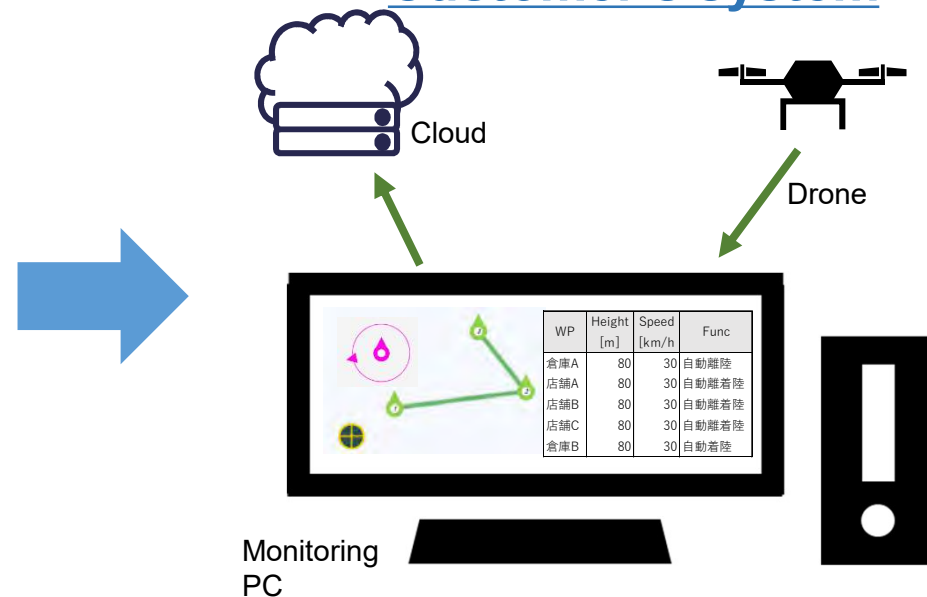 Cloud
Drone
WP Height [m] Speed [km/h Func
倉庫A 80 30 自動離陸
店舗A 80 30 自動離着陸
店舗B 80 30 自動離着陸
店舗C 80 30 自動離着陸
倉庫B 80 30 自動着陸
3
2
1
Monitoring
PC